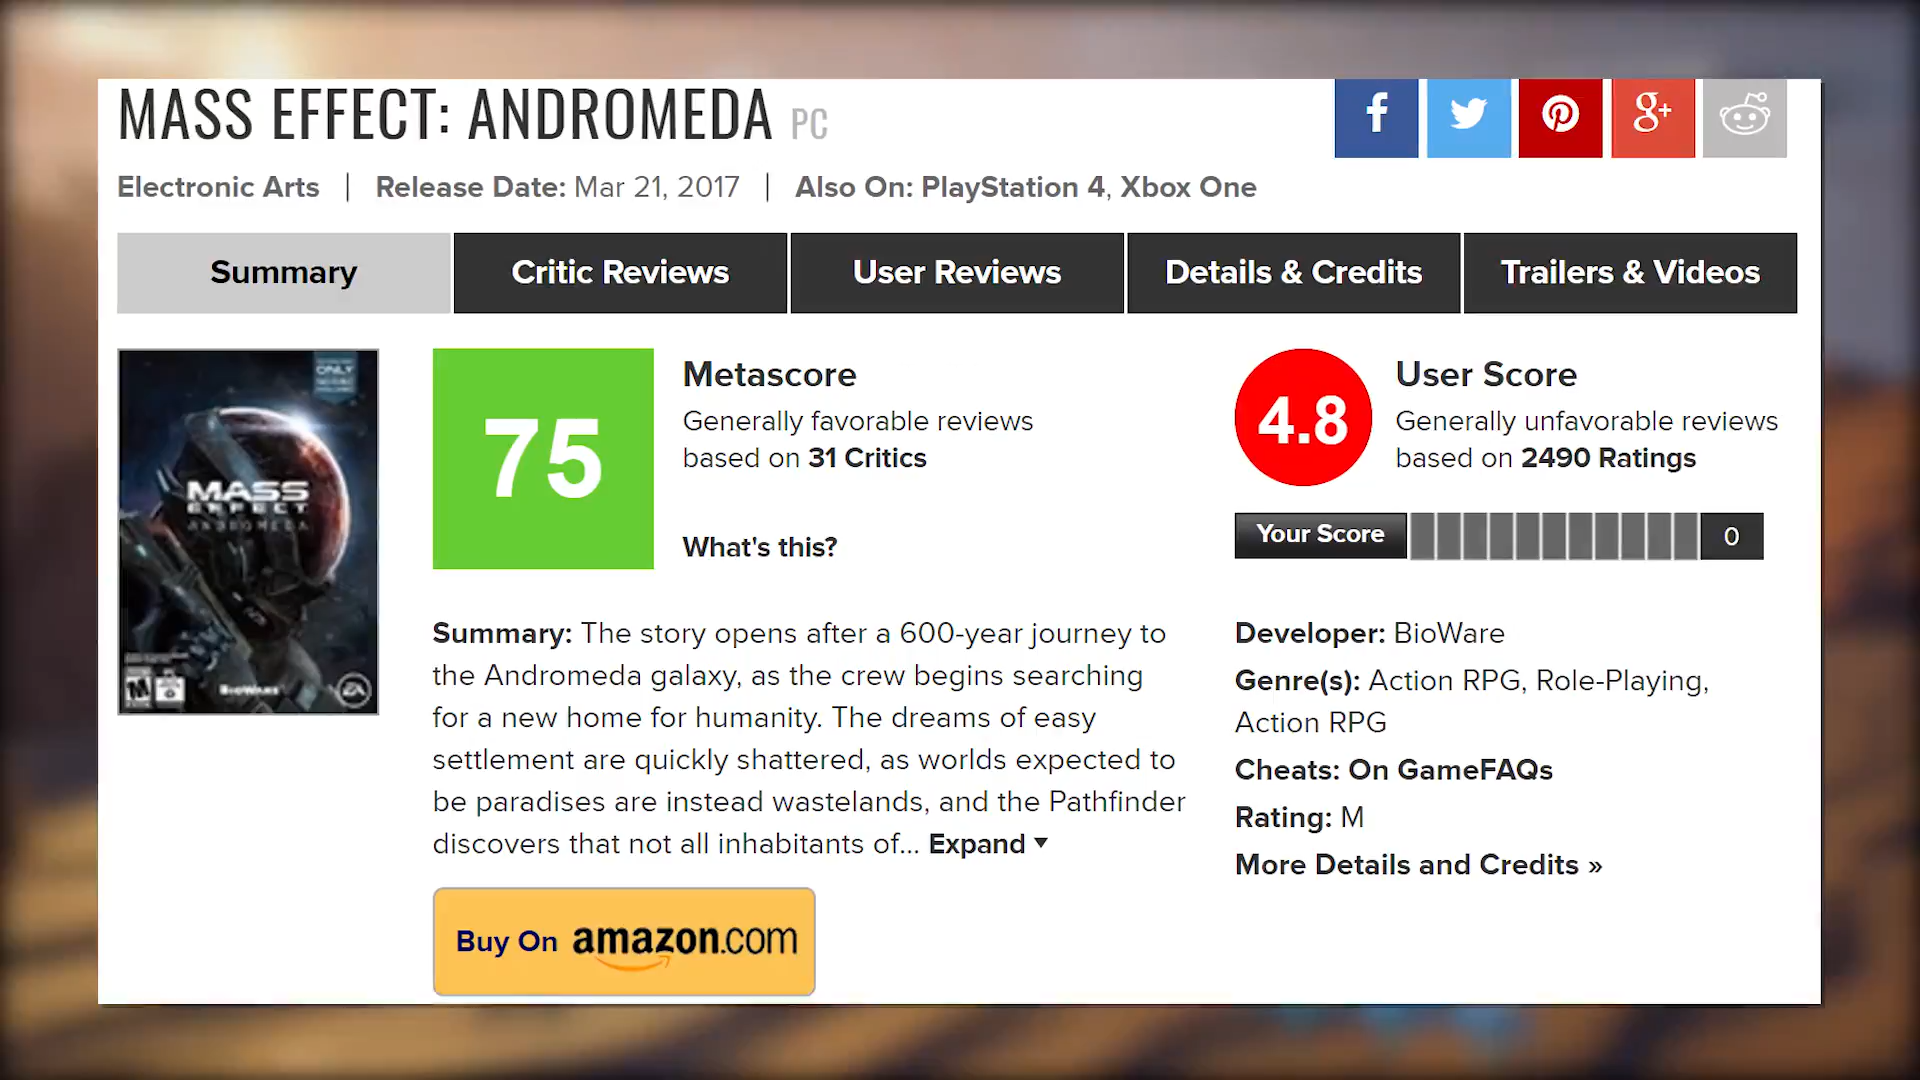 MASS EFFECT: ANDROMEDA PC
Electronic Arts | Release Date: Mar 21, 2017 | Also On: PlayStation 4, Xbox One
Summary
Critic Reviews
User Reviews
Details & Credits
Trailers & Videos
ONLY
MASS
EFFECT
ANDROMEDA
M
BIOWARE
EA
75
Metascore
Generally favorable reviews
based on 31 Critics
What's this?
4.8
User Score
Generally unfavorable reviews
based on 2490 Ratings
Your Score
0
Summary: The story opens after a 600-year journey to
the Andromeda galaxy, as the crew begins searching
for a new home for humanity. The dreams of easy
settlement are quickly shattered, as worlds expected to
be paradises are instead wastelands, and the Pathfinder
discovers that not all inhabitants of... Expand ▼
Buy On amazon.com
Developer: BioWare
Genre(s): Action RPG, Role-Playing,
Action RPG
Cheats: On GameFAQs
Rating: M
More Details and Credits »